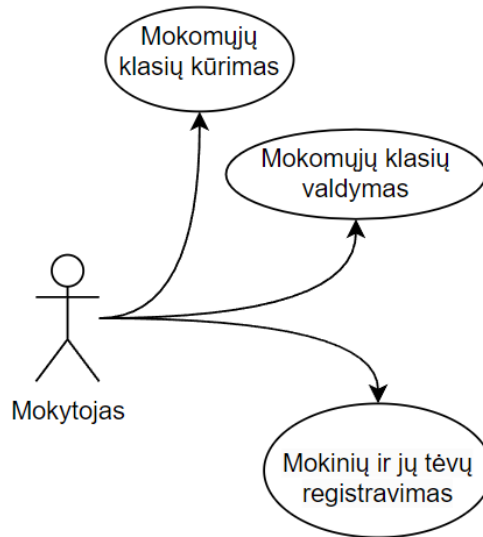 Mokomųjų
klasių kūrimas
Mokomųjų klasių
valdymas
Mokytojas
Mokinių ir jų tėvų
registravimas